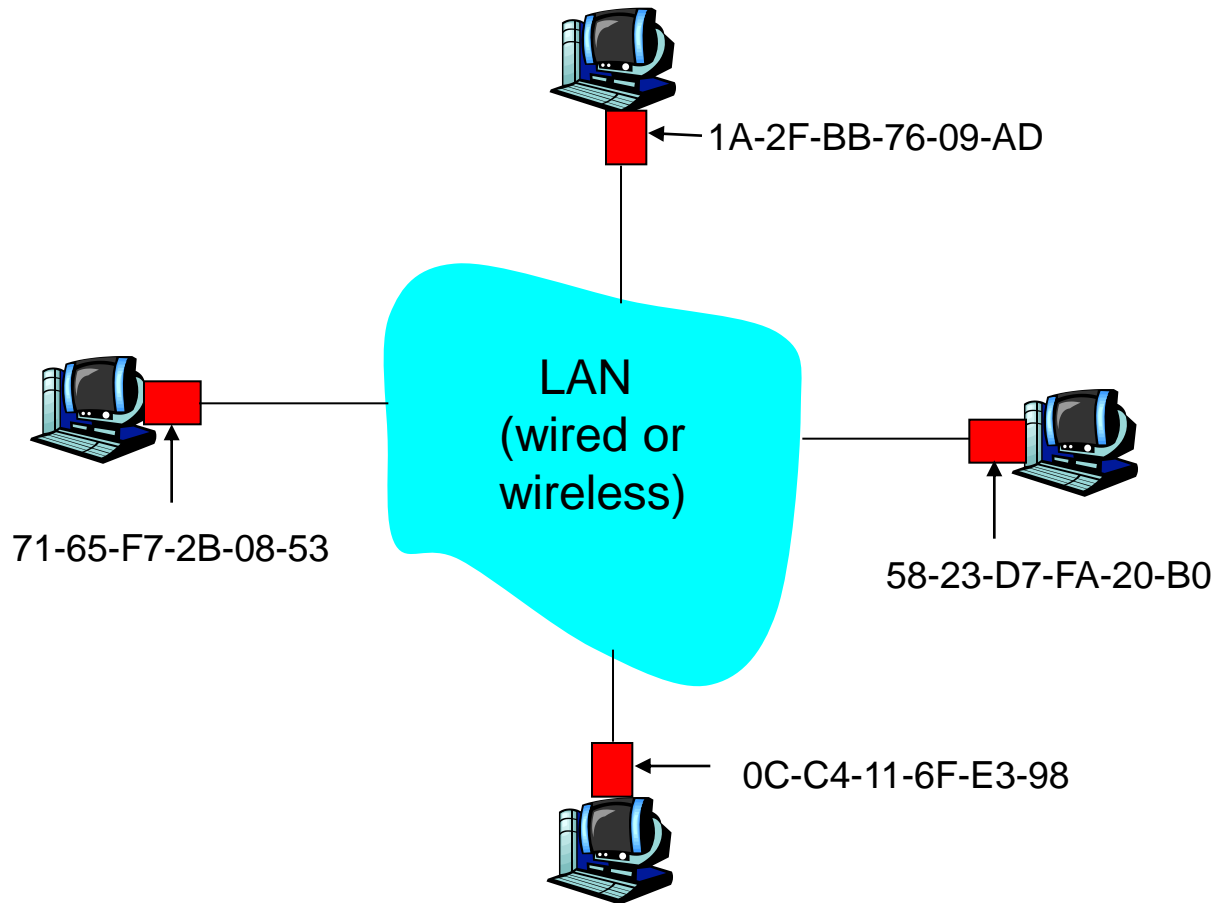 1A-2F-BB-76-09-AD
LAN
(wired or
wireless)
71-65-F7-2B-08-53
58-23-D7-FA-20-B0
0C-C4-11-6F-E3-98